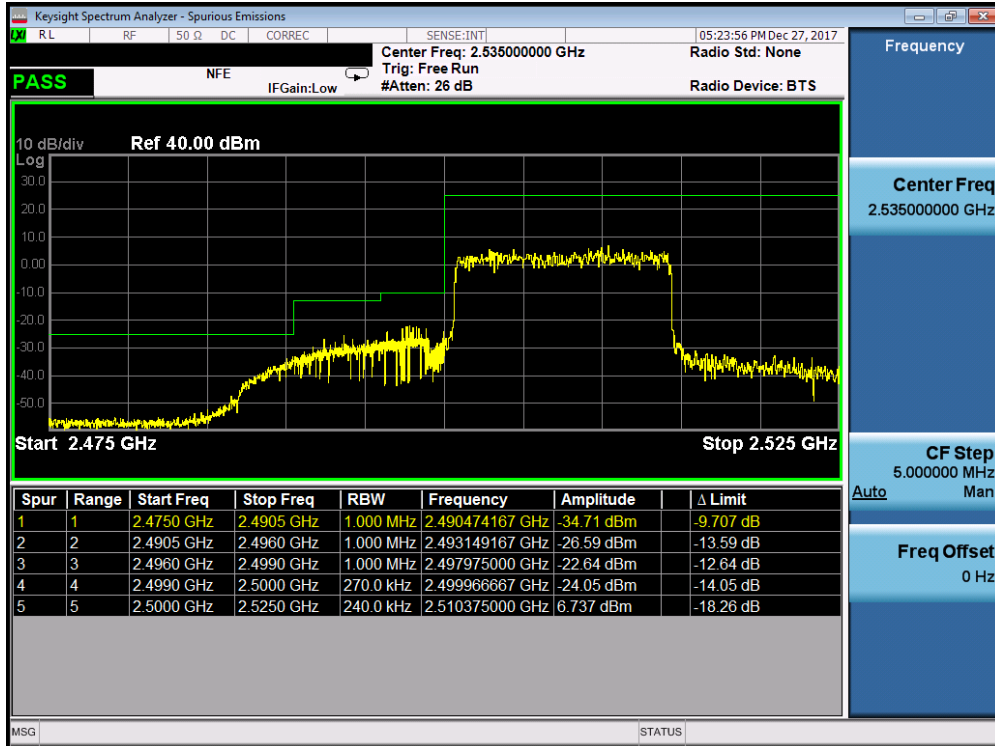 Keysight Spectrum Analyzer - Spurious Emissions
LXI RL RF 50 Ω DC CORREC SENSE:INT 05:23:56 PM Dec 27, 2017
Center Freq: 2.535000000 GHz Radio Std: None
PASS NFE Trig: Free Run
IFGain:Low #Atten: 26 dB Radio Device: BTS
10 dB/div Ref 40.00 dBm
Log
30.0
20.0
10.0
0.00
-10.0
-20.0
-30.0
-40.0
-50.0
Start 2.475 GHz Stop 2.525 GHz
Spur Range Start Freq Stop Freq RBW Frequency Amplitude Δ Limit
1 1 2.4750 GHz 2.4905 GHz 1.000 MHz 2.490474167 GHz -34.71 dBm -9.707 dB
2 2 2.4905 GHz 2.4960 GHz 1.000 MHz 2.493149167 GHz -26.59 dBm -13.59 dB
3 3 2.4960 GHz 2.4990 GHz 1.000 MHz 2.497975000 GHz -22.64 dBm -12.64 dB
4 4 2.4990 GHz 2.5000 GHz 270.0 kHz 2.499966667 GHz -24.05 dBm -14.05 dB
5 5 2.5000 GHz 2.5250 GHz 240.0 kHz 2.510375000 GHz 6.737 dBm -18.26 dB
MSG STATUS
Frequency
Center Freq
2.535000000 GHz
CF Step
5.000000 MHz
Auto Man
Freq Offset
0 Hz